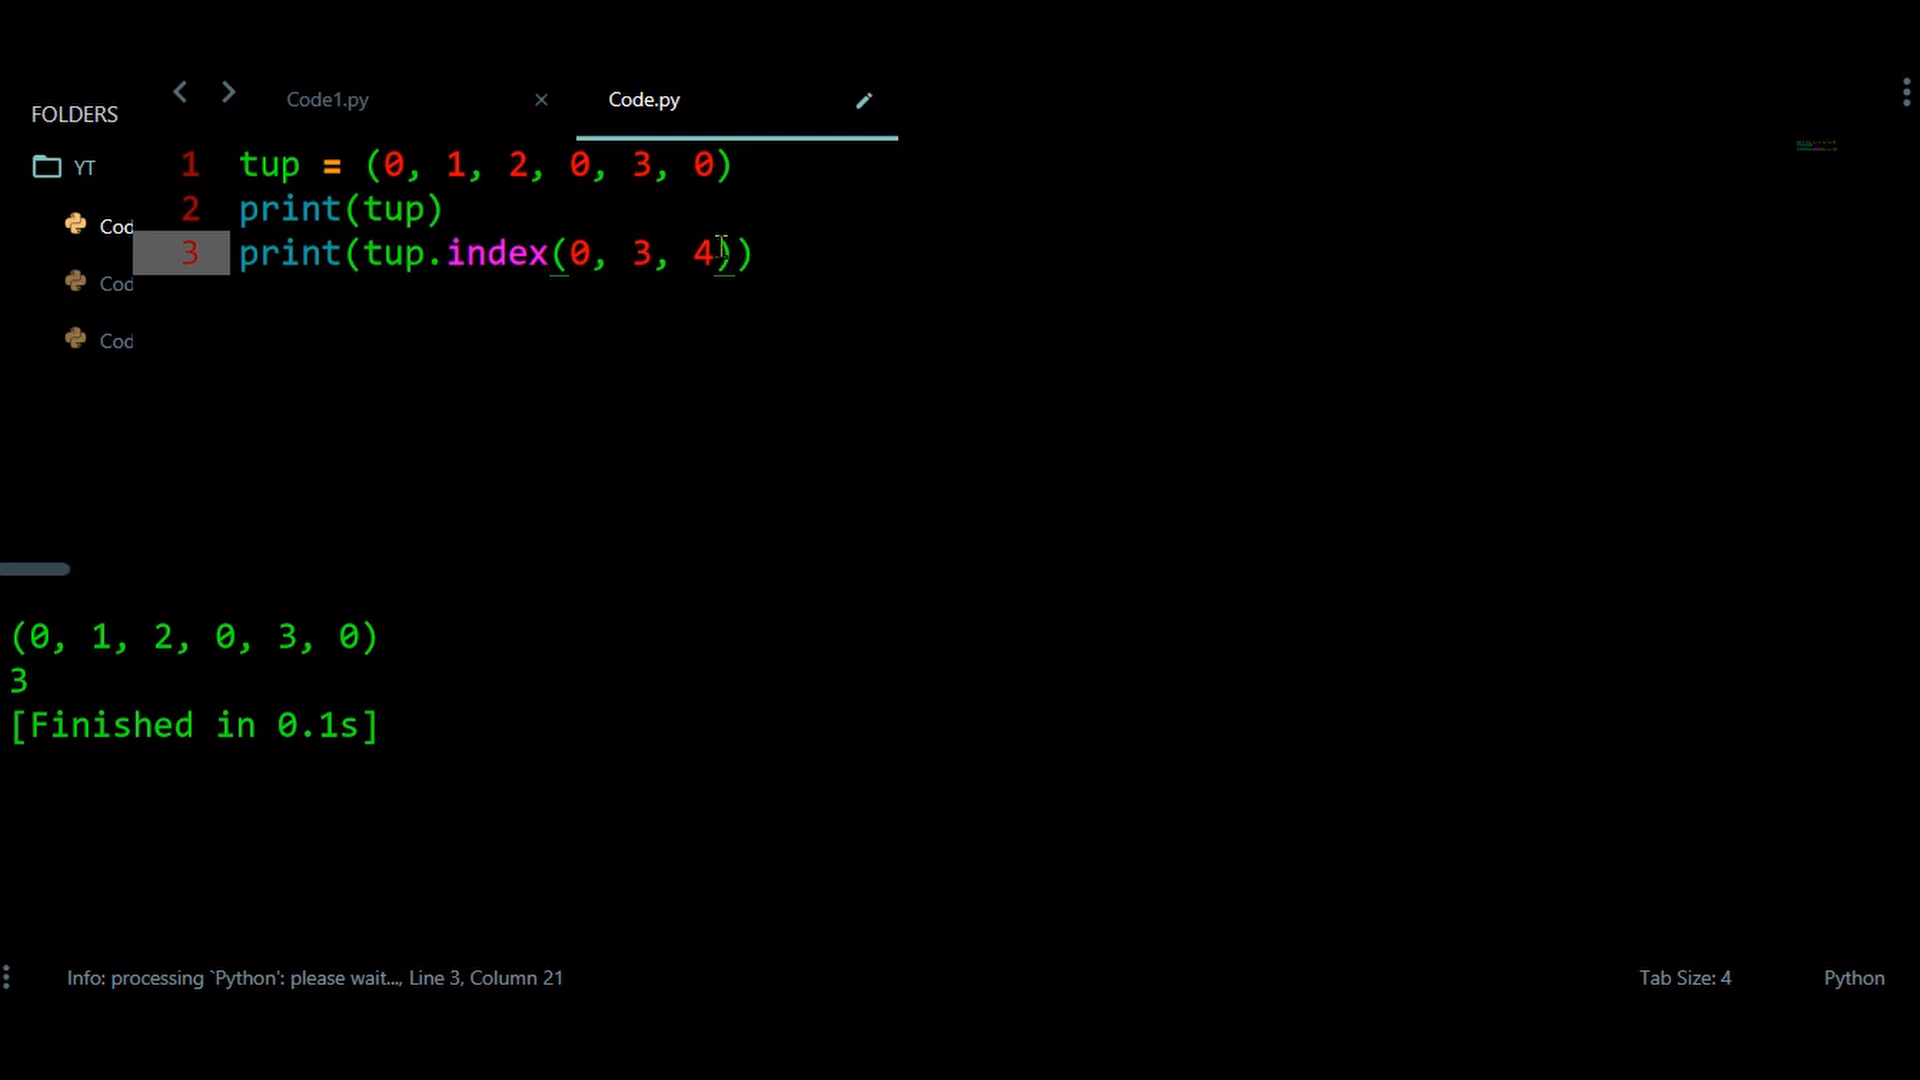 FOLDERS
YT
Cod
Cod
Cod
Code1.py
Code.py
1 tup = (0, 1, 2, 0, 3, 0)
2 print(tup)
3 print(tup.index(0, 3, 4))
(0, 1, 2, 0, 3, 0)
3
[Finished in 0.1s]
Info: processing `Python': please wait..., Line 3, Column 21
Tab Size: 4
Python